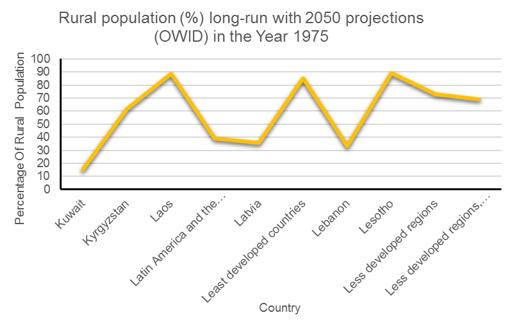 Rural population (%) long-run with 2050 projections
(OWID) in the Year 1975
Percentage Of Rural Population
100
90
80
70
60
50
40
30
20
10
0
Kuwait
Kyrgyzstan
Laos
Latin America and the...
Latvia
Least developed countries
Lebanon
Lesotho
Less developed regions
Less developed regions,...
Country